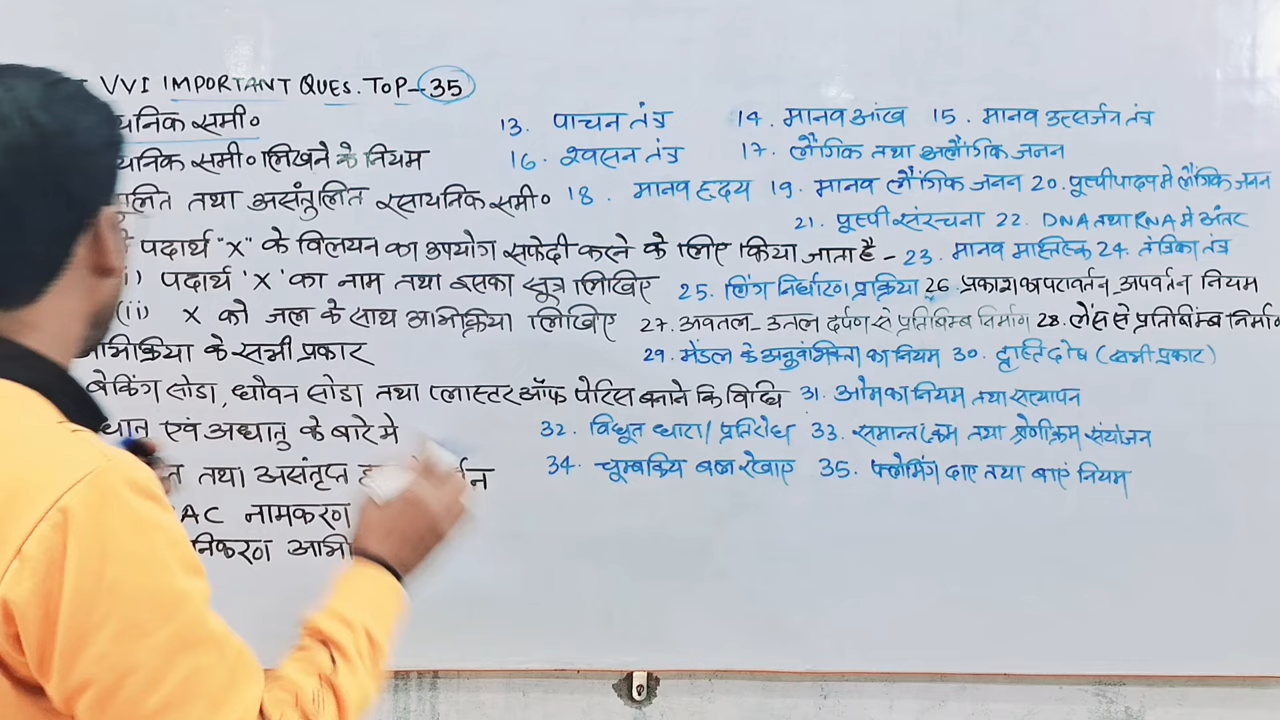 VVI IMPORTANT QUES. TOP-35
यनिक समी०
यनिक समी० लिखने के नियम
लित तथा असंतुलित रसायनिक समी०
पदार्थ "X" के विलयन का उपयोग सफेदी करने के लिए किया जाता है -
i) पदार्थ 'X' का नाम तथा इसका सूत्र लिखिए
(ii) X को जल के साथ अभिक्रिया लिखिए
अभिक्रिया के सभी प्रकार
बेकिंग सोडा, धोवन सोडा तथा प्लास्टर ऑफ पेरिस बनाने कि विधि
धातु एवं अधातु के बारे मे
त तथा असंतृप्त
AC नामकरण
निकरण अभि
13. पाचन तंत्र 14. मानव आंख 15. मानव उत्सर्जन तंत्र
16. श्वसन तंत्र 17. लैंगिक तथा अलैंगिक जनन
18. मानव हृदय 19. मानव लैंगिक जनन 20. पुष्पीपादप मे लैंगिक जनन
21. पुष्पी संरचना 22. DNA तथा RNA मे अंतर
23. मानव मास्तिष्क 24. तंत्रिका तंत्र
25. लिंग निर्धारण प्रक्रिया 26. प्रकाश का परावर्तन, अपवर्तन नियम
27. अवतल - उत्तल दर्पण से प्रतिबिम्ब निर्माण 28. लेंस से प्रतिबिंम्ब निर्मा
29. मेंडल के अनुवांशिकता का नियम 30. दृष्टि दोष (सभी प्रकार)
31. ओम का नियम तथा सत्यापन
32. विधुत धारा/प्रतिरोध 33. समान्तरक्रम तथा श्रेणीक्रम संयोजन
34. चुम्बकिय बल रेखाए 35. फ्लेमिंग दाए तथा बाएं नियम